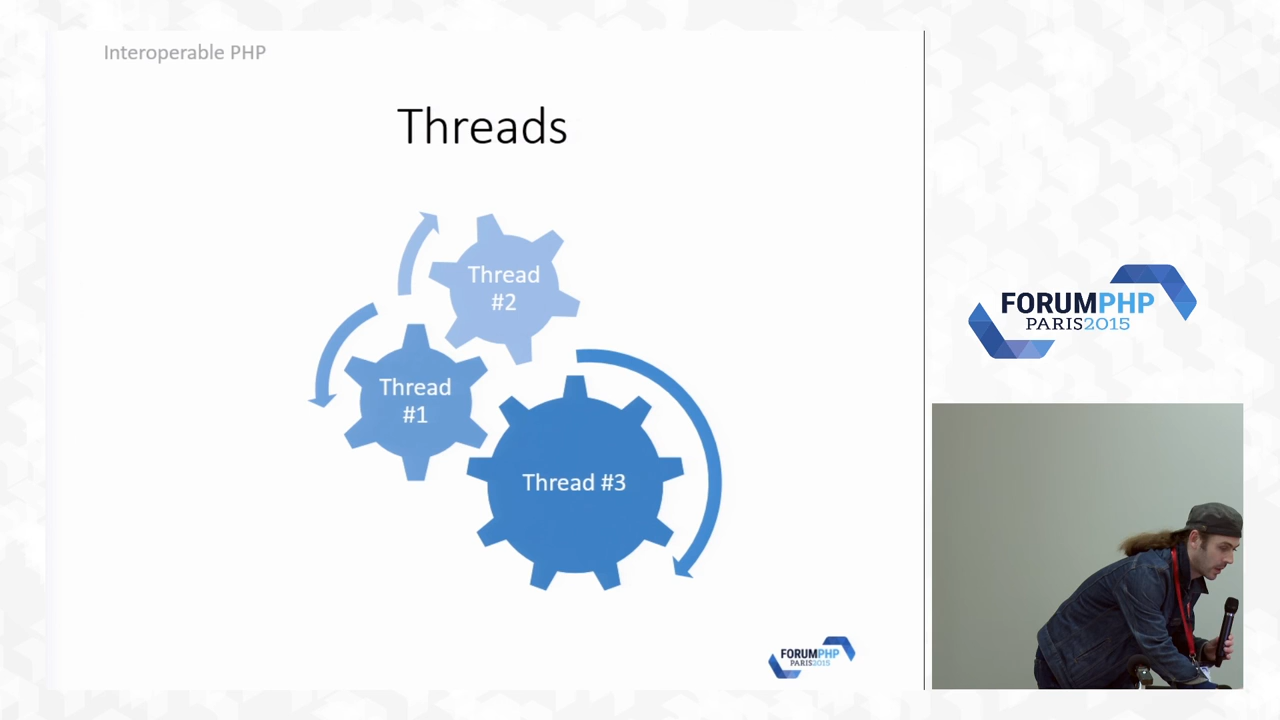 Interoperable PHP
Threads
Thread
#2
Thread
#1
Thread #3
FORUMPHP
PARIS2015
FORUMPHP
PARIS2015